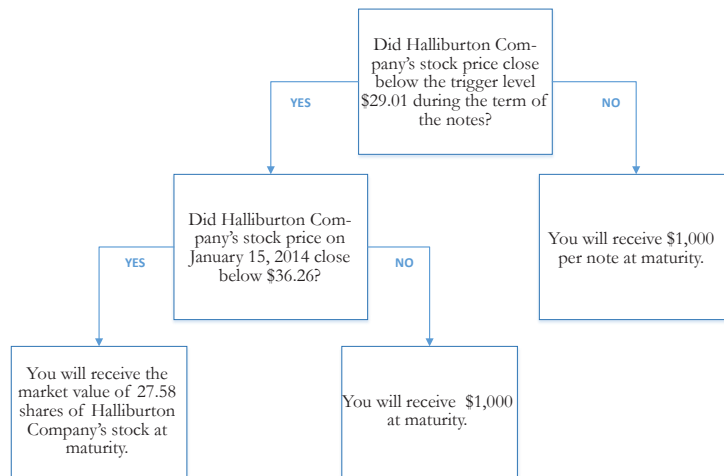 Did Halliburton Com-
pany's stock price close
below the trigger level
$29.01 during the term of
the notes?
YES
NO
Did Halliburton Com-
pany's stock price on
January 15, 2014 close
below $36.26?
You will receive $1,000
per note at maturity.
YES
NO
You will receive the
market value of 27.58
shares of Halliburton
Company's stock at
maturity.
You will receive $1,000
at maturity.